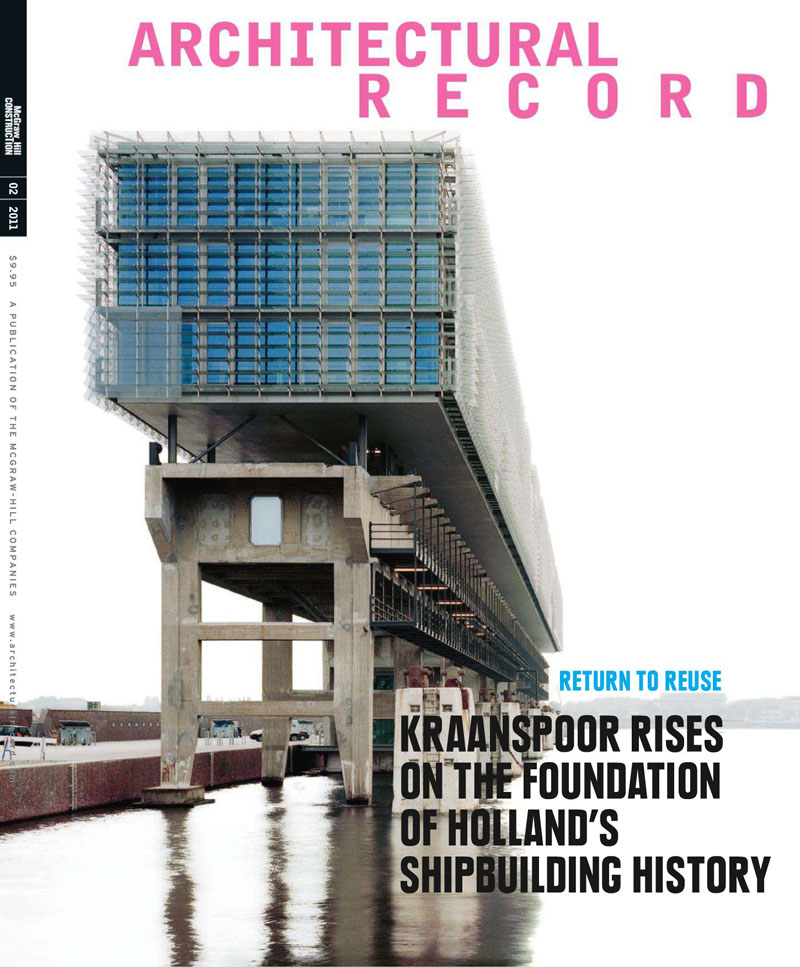 ARCHITECTURAL
RECORD
McGraw Hill
CONSTRUCTION
02
2011
$9.95 A PUBLICATION OF THE MCGRAW-HILL COMPANIES
RETURN TO REUSE
KRAANSPOOR RISES
ON THE FOUNDATION
OF HOLLAND'S
SHIPBUILDING HISTORY